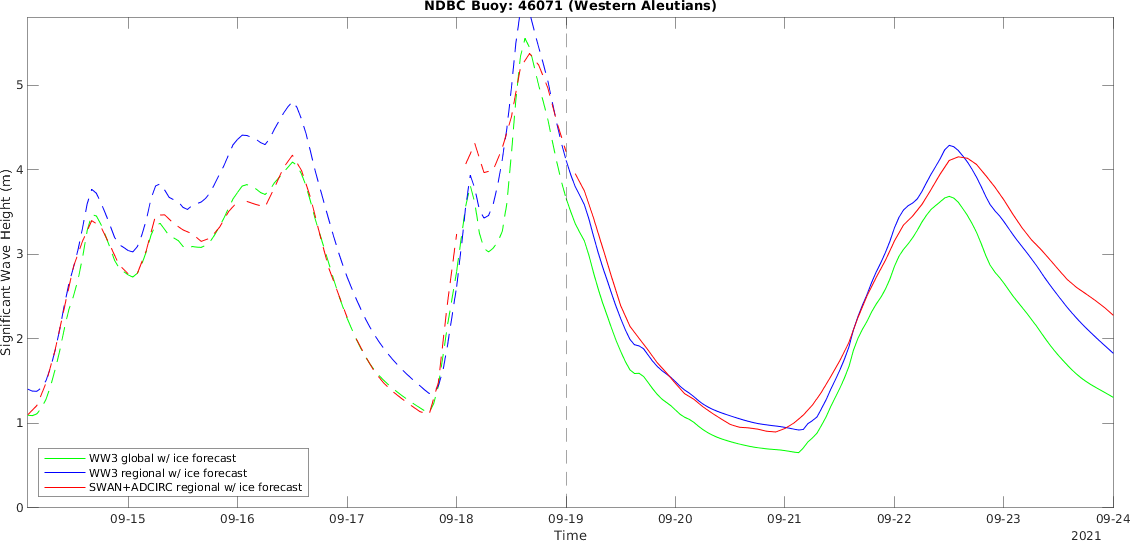 NDBC Buoy: 46071 (Western Aleutians)
Significant Wave Height (m)
5
4
3
2
1
0
WW3 global w/ ice forecast
WW3 regional w/ ice forecast
SWAN+ADCIRC regional w/ ice forecast
09-15 09-16 09-17 09-18 09-19 09-20 09-21 09-22 09-23 09-24
Time
2021